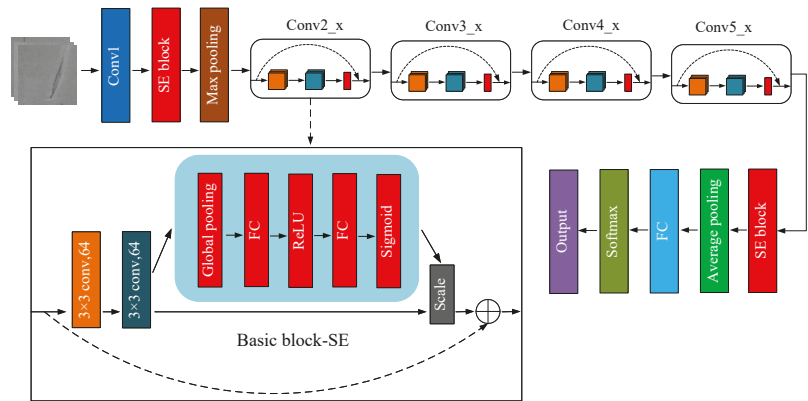 Conv2_x
Conv3_x
Conv4_x
Conv5_x
Conv1
SE block
Max pooling
Global pooling
FC
ReLU
FC
Sigmoid
3×3 conv,64
3×3 conv,64
Scale
Basic block-SE
Output
Softmax
FC
Average pooling
SE block